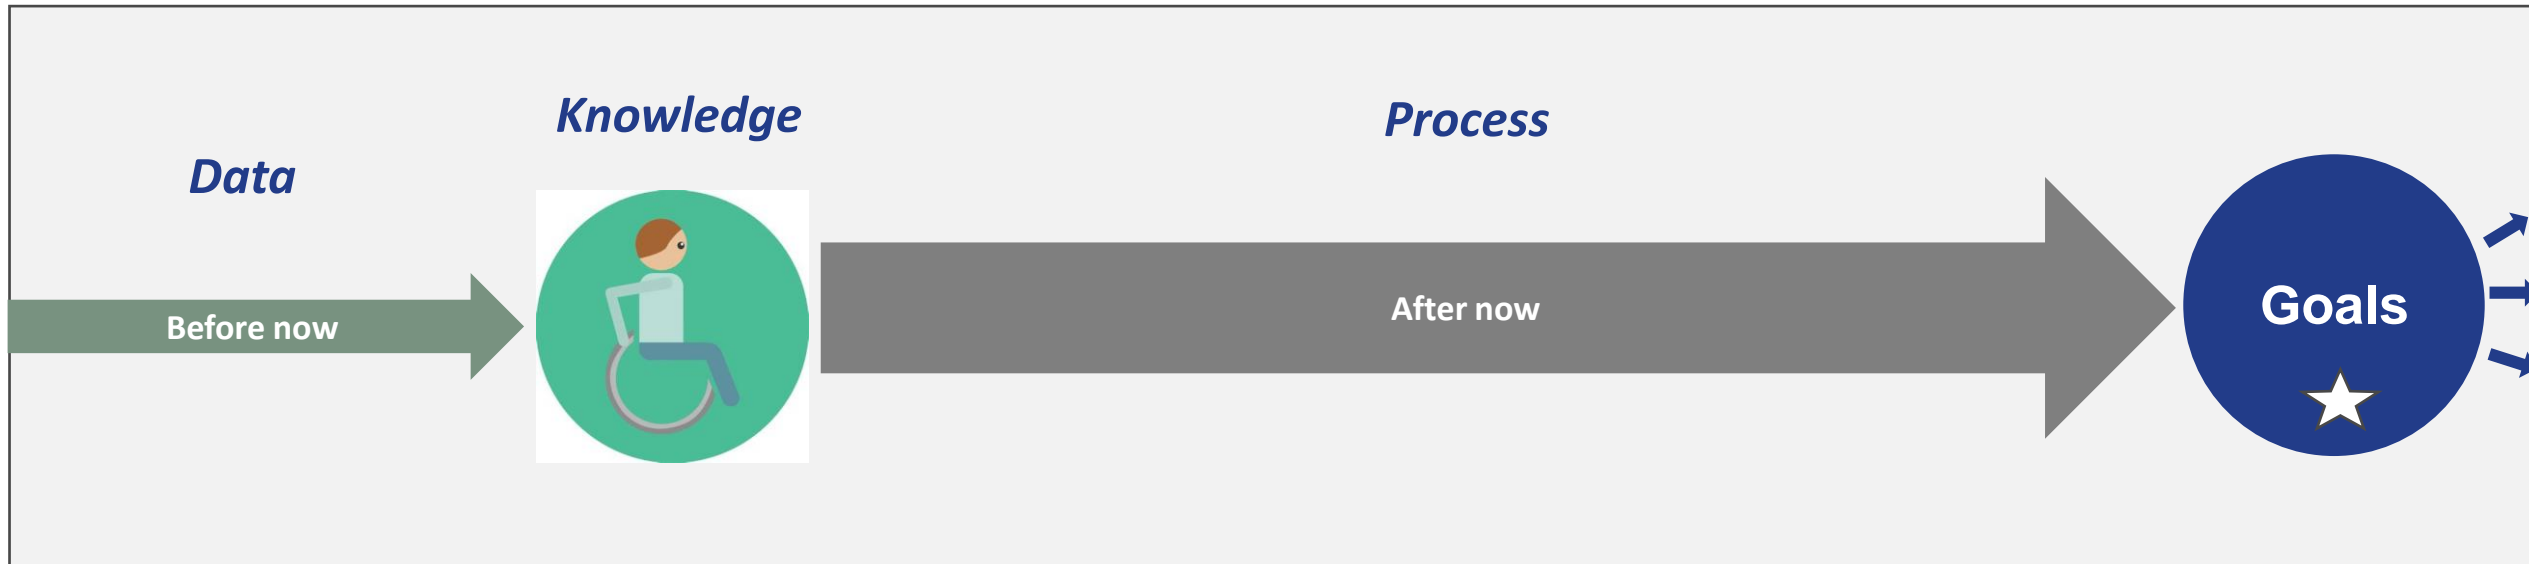 Data
Knowledge
Process
Before now
After now
Goals